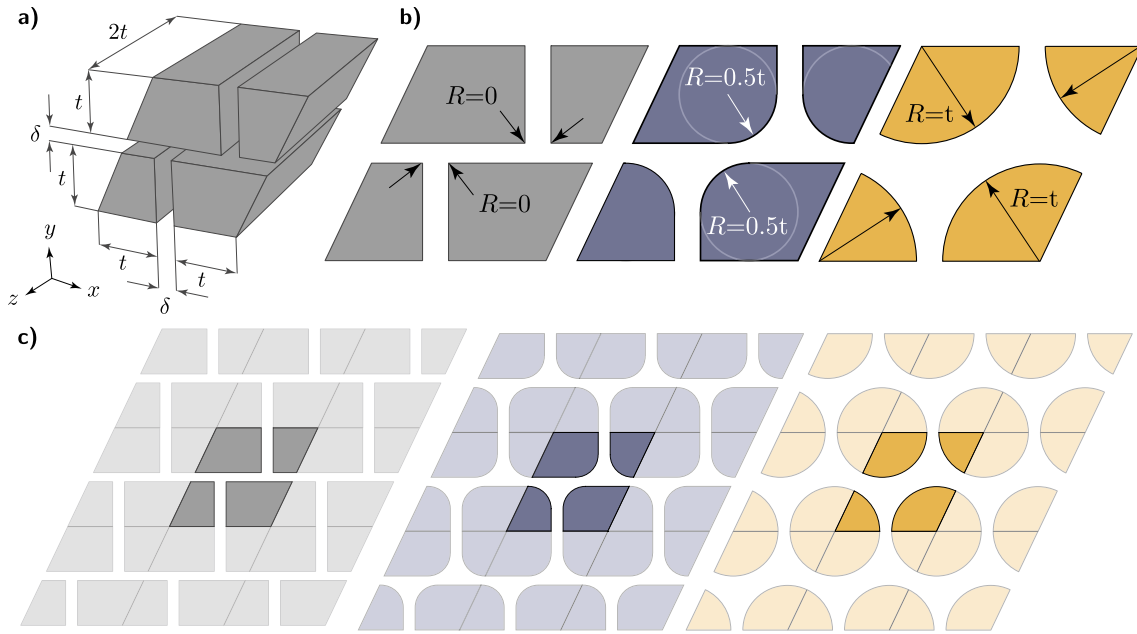 a)
2t
t
δ
t
t
t
δ
y
z
x
b)
R=0
R=0
R=0.5t
R=0.5t
R=t
R=t
c)